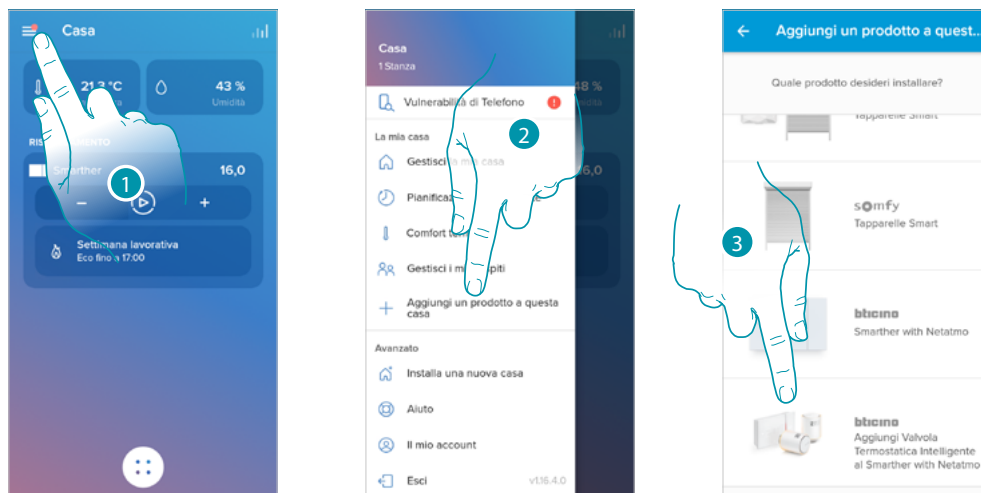 Casa
21,3 °C
43 %
Umidità
Smarther
16,0
1
Settimana lavorativa
Eco fino a 17:00
Casa
1 Stanza
Vulnerabilità di Telefono
La mia casa
2
Gestisci la mia casa
Comfort
Gestisci i
Aggiungi un prodotto a questa
casa
Avanzato
Installa una nuova casa
Aiuto
Il mio account
Esci
v1.16.4.0
Aggiungi un prodotto a quest...
Quale prodotto desideri installare?
Tapparelle Smart
somfy
Tapparelle Smart
3
bticino
Smarther with Netatmo
bticino
Aggiungi Valvola
Termostatica Intelligente
al Smarther with Netatmo